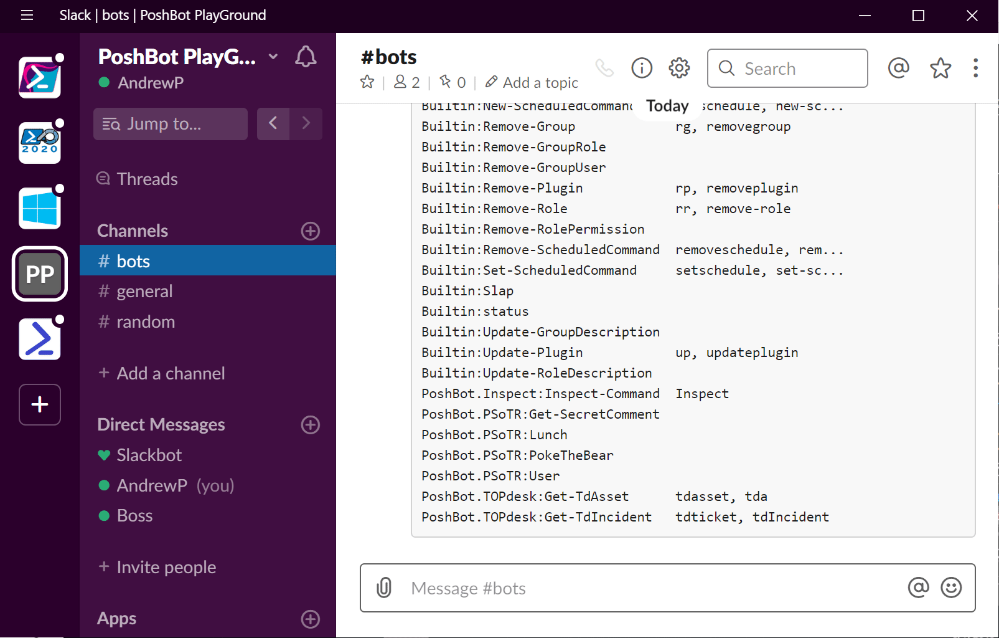 Slack | bots | PoshBot PlayGround
2020
PP
PoshBot PlayG...
AndrewP
Jump to...
Threads
Channels
# bots
# general
# random
+ Add a channel
Direct Messages
Slackbot
AndrewP (you)
Boss
+ Invite people
Apps
#bots
2 | 0 | Add a topic
Search
Today
Builtin:New-ScheduledCommand schedule, new-sc...
Builtin:Remove-Group rg, removegroup
Builtin:Remove-GroupRole
Builtin:Remove-GroupUser
Builtin:Remove-Plugin rp, removeplugin
Builtin:Remove-Role rr, remove-role
Builtin:Remove-RolePermission
Builtin:Remove-ScheduledCommand removeschedule, rem...
Builtin:Set-ScheduledCommand setschedule, set-sc...
Builtin:Slap
Builtin:status
Builtin:Update-GroupDescription
Builtin:Update-Plugin up, updateplugin
Builtin:Update-RoleDescription
PoshBot.Inspect:Inspect-Command Inspect
PoshBot.PSoTR:Get-SecretComment
PoshBot.PSoTR:Lunch
PoshBot.PSoTR:PokeTheBear
PoshBot.PSoTR:User
PoshBot.TOPdesk:Get-TdAsset tdasset, tda
PoshBot.TOPdesk:Get-TdIncident tdticket, tdIncident
Message #bots